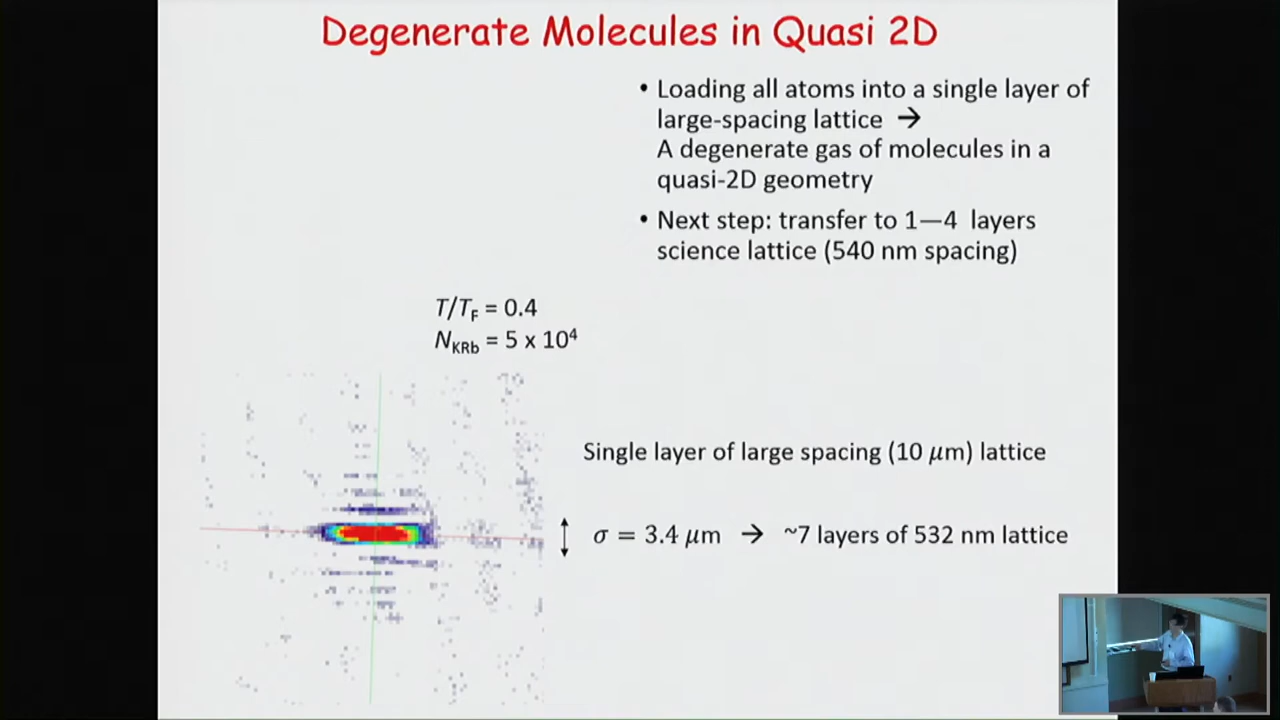 Degenerate Molecules in Quasi 2D
• Loading all atoms into a single layer of
large-spacing lattice →
A degenerate gas of molecules in a
quasi-2D geometry
• Next step: transfer to 1—4 layers
science lattice (540 nm spacing)
T/T_F = 0.4
N_KRb = 5 x 10⁴
Single layer of large spacing (10 μm) lattice
σ = 3.4 μm → ~7 layers of 532 nm lattice